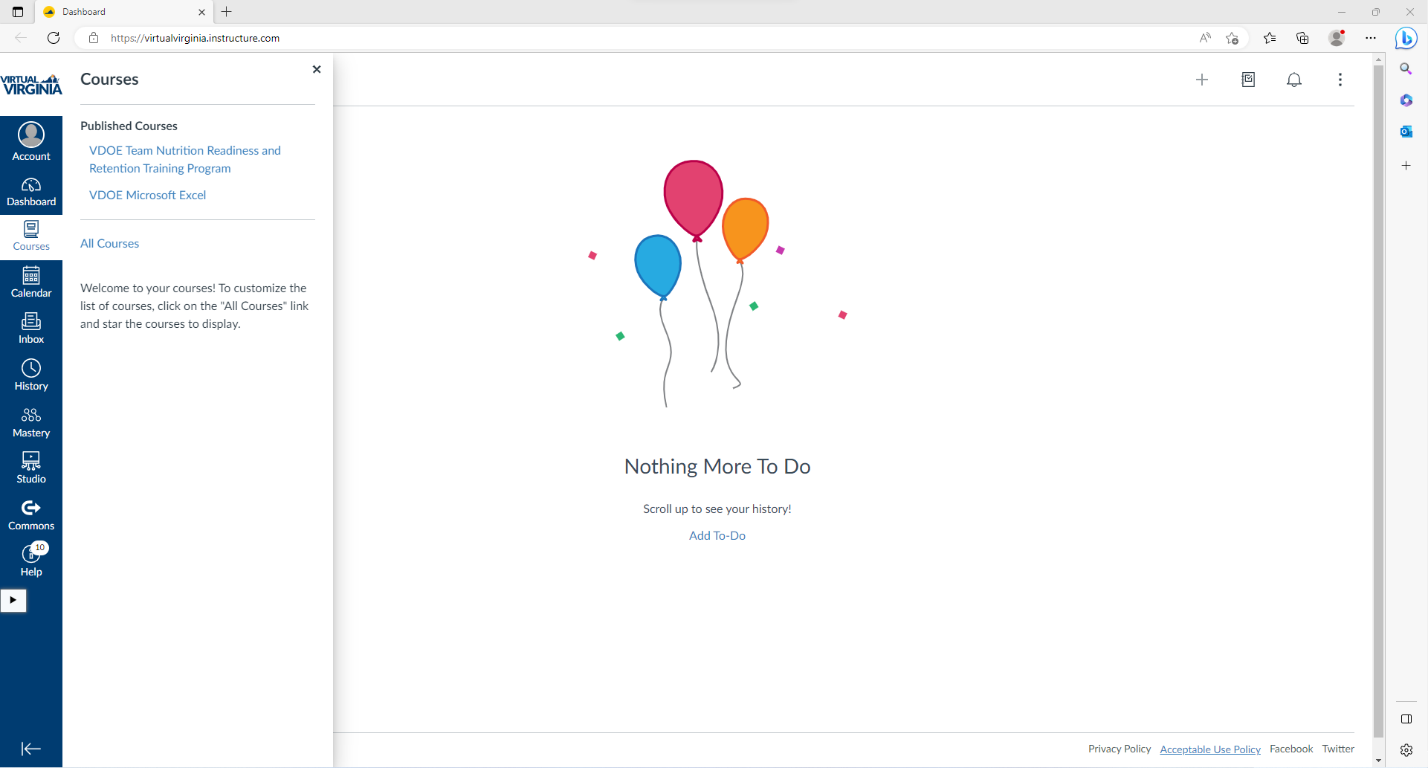 Dashboard
https://virtualvirginia.instructure.com
VIRTUAL
VIRGINIA
Account
Dashboard
Courses
Calendar
Inbox
History
Mastery
Studio
Commons
10
Help
Courses
Published Courses
VDOE Team Nutrition Readiness and
Retention Training Program
VDOE Microsoft Excel
All Courses
Welcome to your courses! To customize the
list of courses, click on the "All Courses" link
and star the courses to display.
Nothing More To Do
Scroll up to see your history!
Add To-Do
Privacy Policy Acceptable Use Policy Facebook Twitter